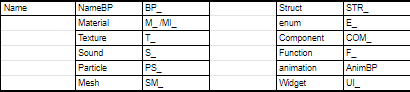 Name NameBP BP_ Struct STR_
Material M_ /MI_ enum E_
Texture T_ Component COM_
Sound S_ Function F_
Particle PS_ animation AnimBP
Mesh SM_ Widget UI_